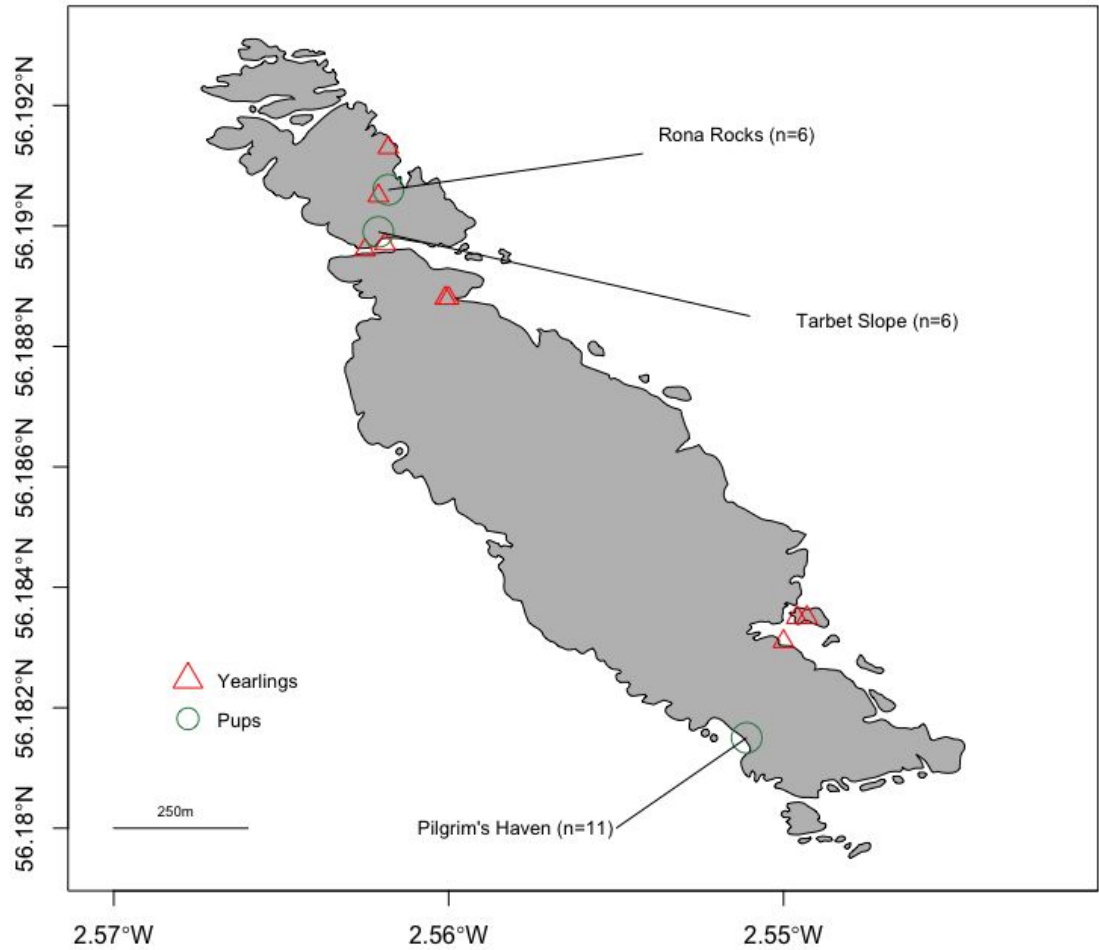 56.192°N
Rona Rocks (n=6)
56.19°N
Tarbet Slope (n=6)
56.188°N
56.186°N
56.184°N
Yearlings
56.182°N
Pups
250m
Pilgrim's Haven (n=11)
56.18°N
2.57°W
2.56°W
2.55°W